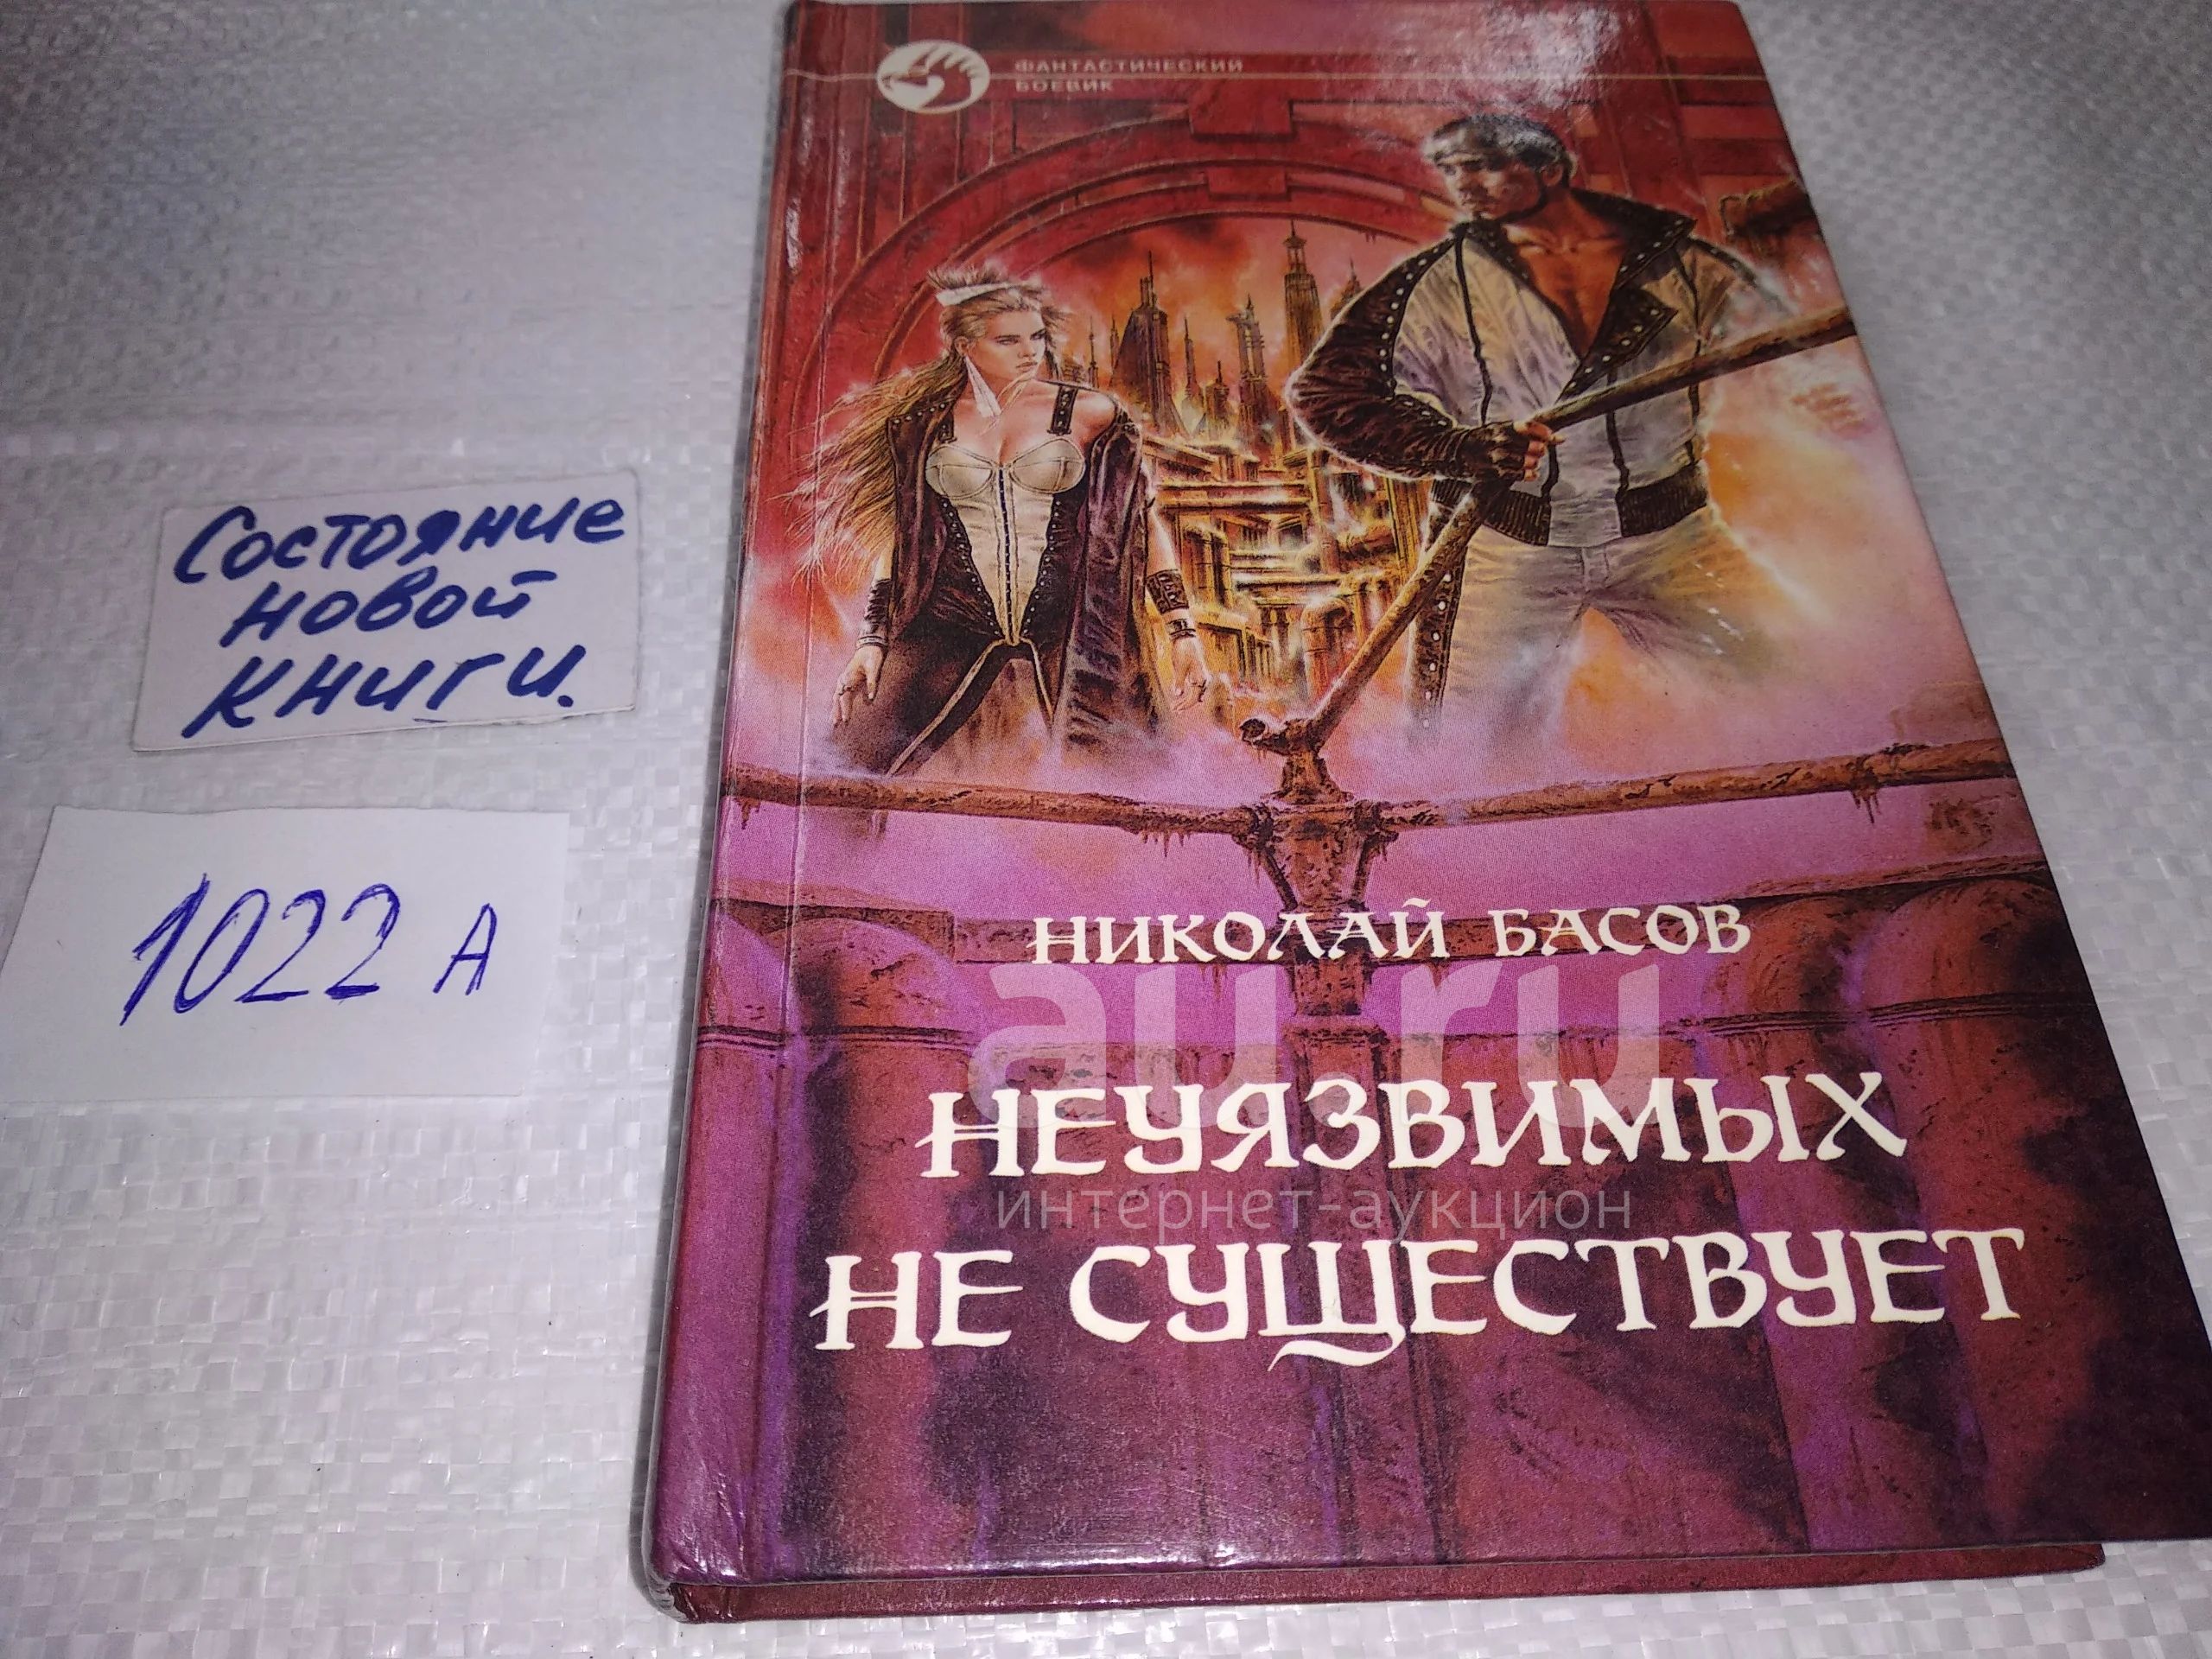 ФАНТАСТИЧЕСКИЙ
БОЕВИК
Состояние
новой
книги.
1022 А
НИКОЛАЙ БАСОВ
au.ru
НЕУЯЗВИМЫХ
интернет-аукцион
НЕ СУЩЕСТВУЕТ